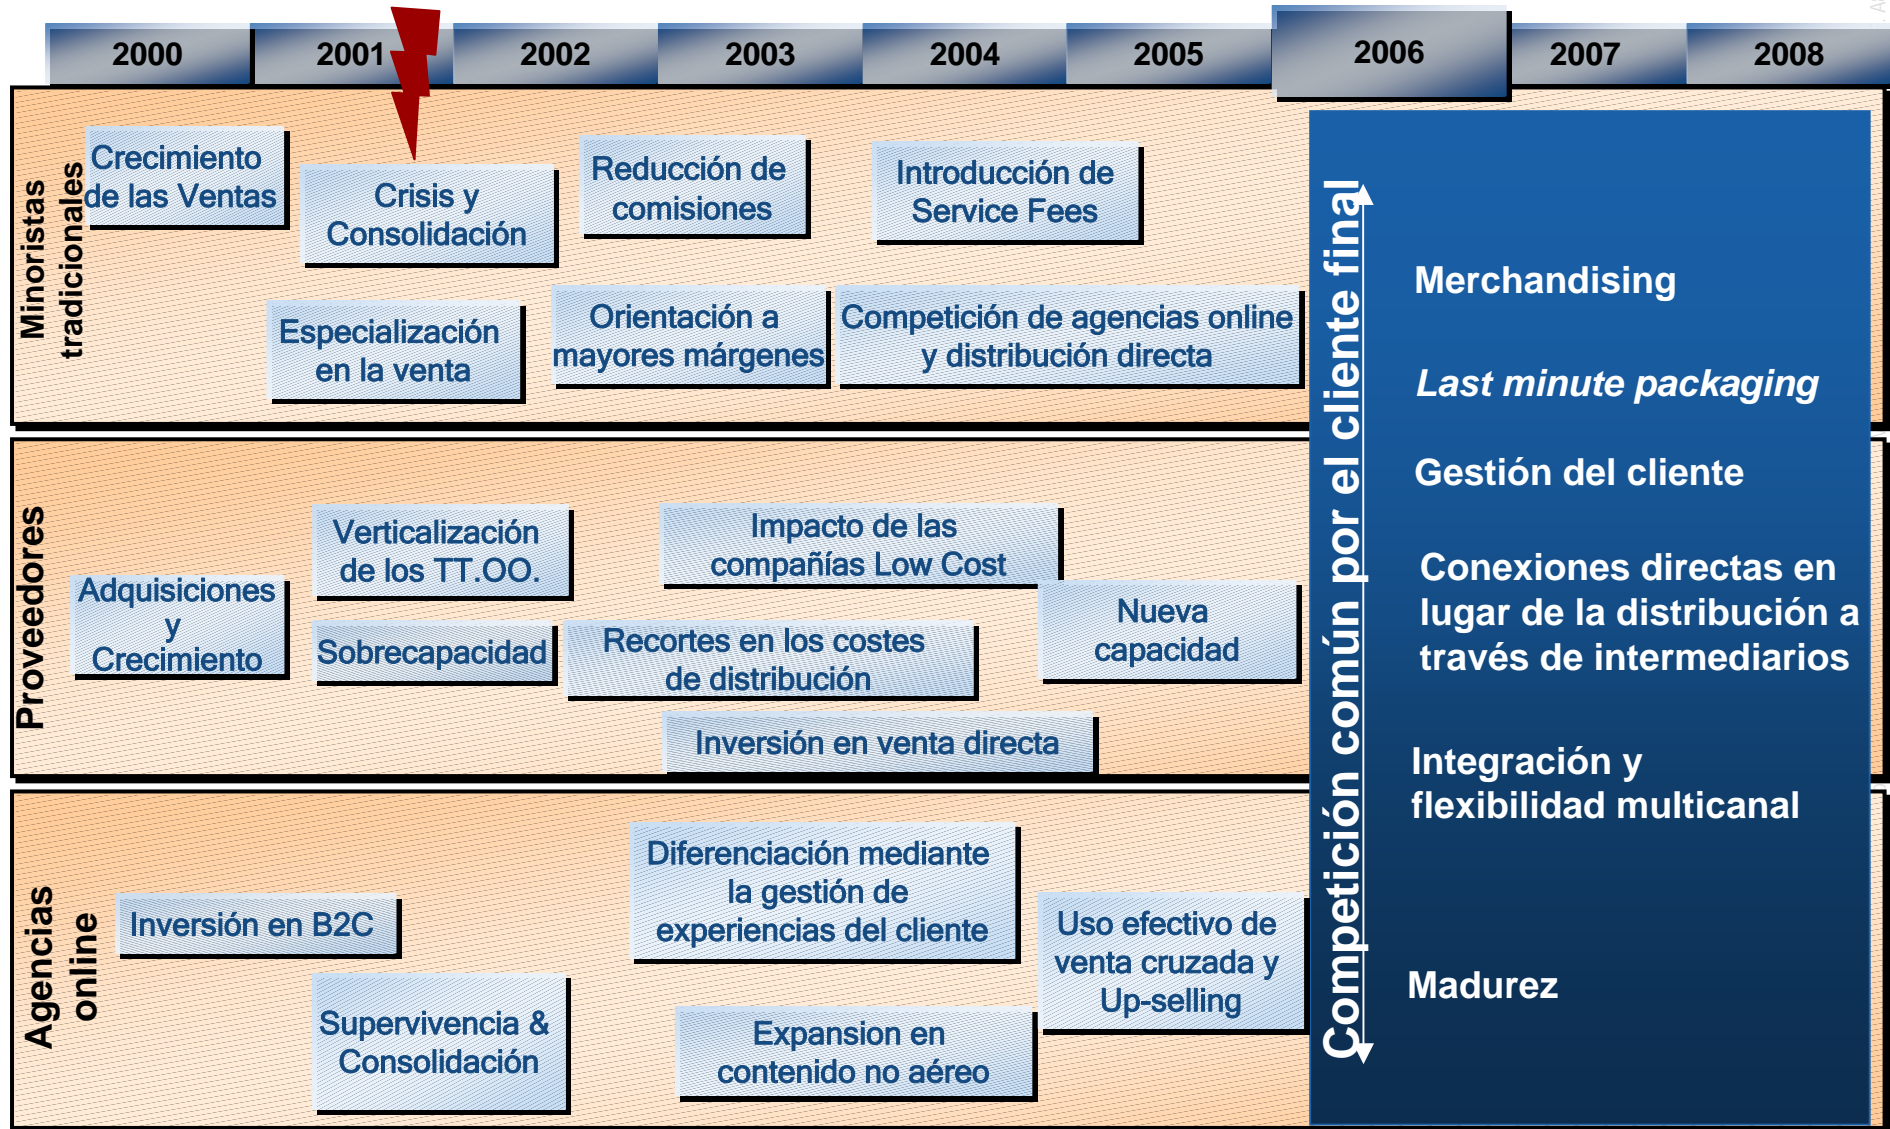 2000
2001
2002
2003
2004
2005
2006
2007
2008
Minoristas
tradicionales
Crecimiento
de las Ventas
Crisis y
Consolidación
Reducción de
comisiones
Introducción de
Service Fees
Especialización
en la venta
Orientación a
mayores márgenes
Competición de agencias online
y distribución directa
Proveedores
Adquisiciones
y
Crecimiento
Verticalización
de los TT.OO.
Sobrecapacidad
Impacto de las
compañías Low Cost
Recortes en los costes
de distribución
Nueva
capacidad
Inversión en venta directa
Agencias
online
Inversión en B2C
Supervivencia &
Consolidación
Diferenciación mediante
la gestión de
experiencias del cliente
Expansion en
contenido no aéreo
Uso efectivo de
venta cruzada y
Up-selling
Competición común por el cliente final
Merchandising
Last minute packaging
Gestión del cliente
Conexiones directas en
lugar de la distribución a
través de intermediarios
Integración y
flexibilidad multicanal
Madurez